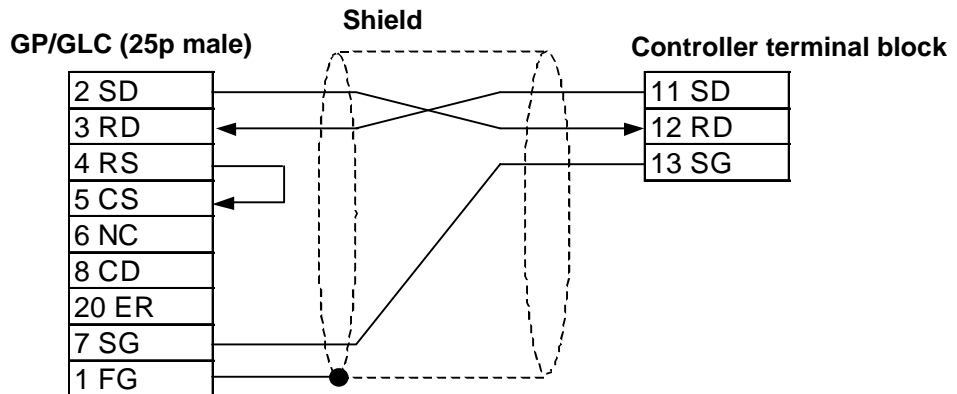 Shield
GP/GLC (25p male)
Controller terminal block
2 SD
3 RD
4 RS
5 CS
6 NC
8 CD
20 ER
7 SG
1 FG
11 SD
12 RD
13 SG